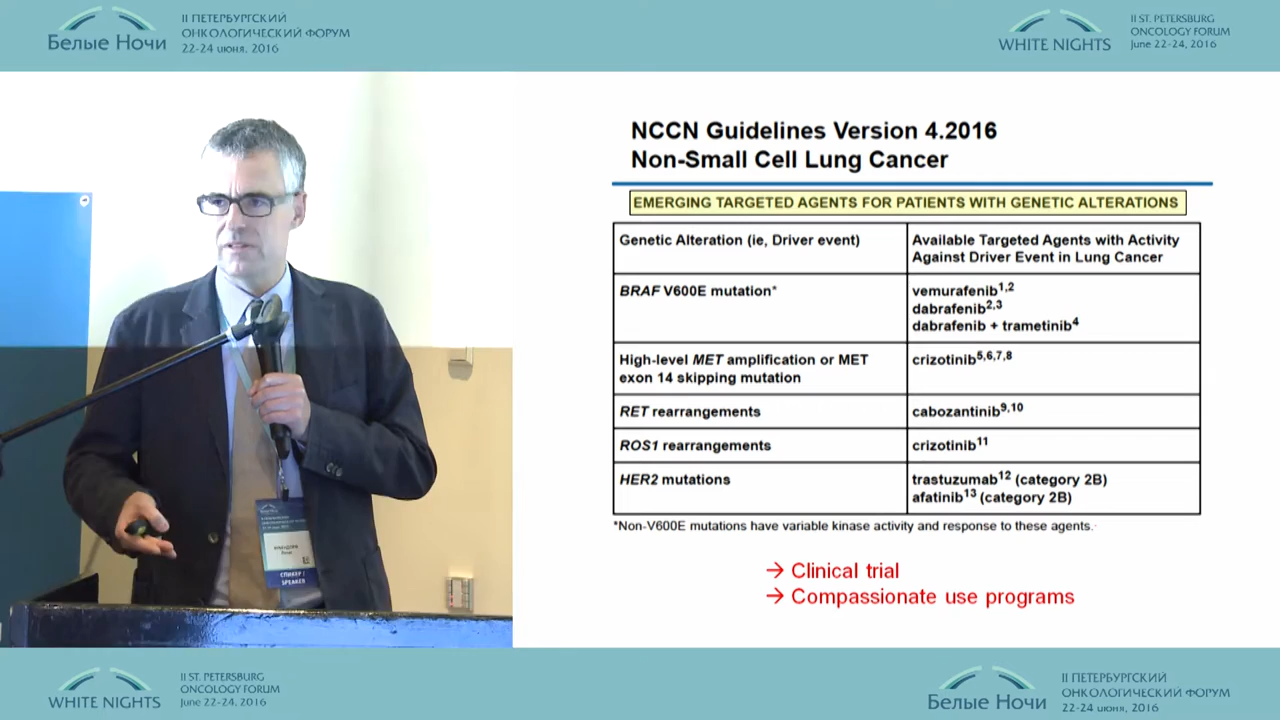 Белые Ночи
II ПЕТЕРБУРГСКИЙ
ОНКОЛОГИЧЕСКИЙ ФОРУМ
22-24 июня, 2016
WHITE NIGHTS
II ST. PETERSBURG
ONCOLOGY FORUM
June 22-24, 2016
NCCN Guidelines Version 4.2016
Non-Small Cell Lung Cancer
EMERGING TARGETED AGENTS FOR PATIENTS WITH GENETIC ALTERATIONS
Genetic Alteration (ie, Driver event)
Available Targeted Agents with Activity
Against Driver Event in Lung Cancer
BRAF V600E mutation*
vemurafenib1,2
dabrafenib2,3
dabrafenib + trametinib4
High-level MET amplification or MET
exon 14 skipping mutation
crizotinib5,6,7,8
RET rearrangements
cabozantinib9,10
ROS1 rearrangements
crizotinib11
HER2 mutations
trastuzumab12 (category 2B)
afatinib13 (category 2B)
*Non-V600E mutations have variable kinase activity and response to these agents.
→ Clinical trial
→ Compassionate use programs
СПИКЕР |
SPEAKER
WHITE NIGHTS
II ST. PETERSBURG
ONCOLOGY FORUM
June 22-24, 2016
Белые Ночи
II ПЕТЕРБУРГСКИЙ
ОНКОЛОГИЧЕСКИЙ ФОРУМ
22-24 июня, 2016